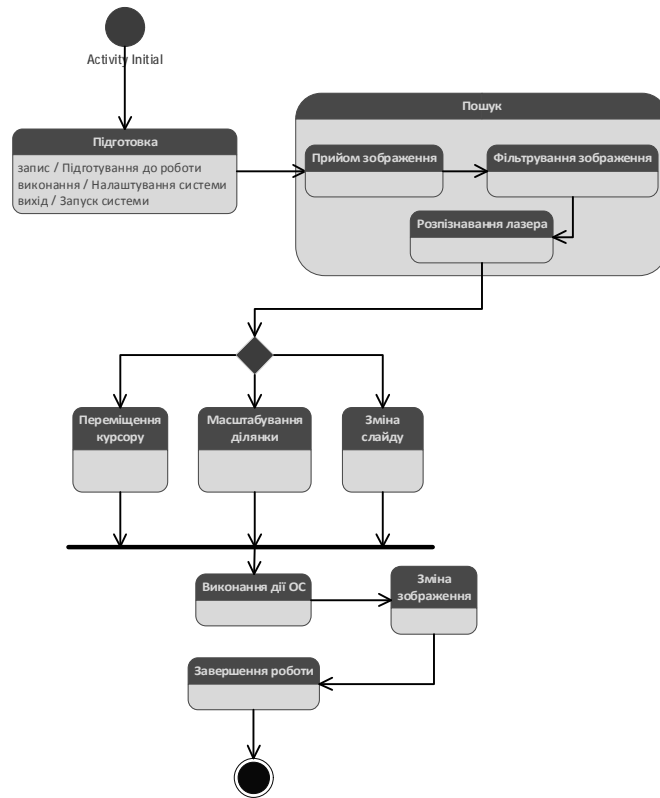 Activity Initial
Підготовка
запис / Підготування до роботи
виконання / Налаштування системи
вихід / Запуск системи
Пошук
Прийом зображення
Фільтрування зображення
Розпізнавання лазера
Переміщення
курсору
Масштабування
ділянки
Зміна
слайду
Виконання дії ОС
Зміна
зображення
Завершення роботи